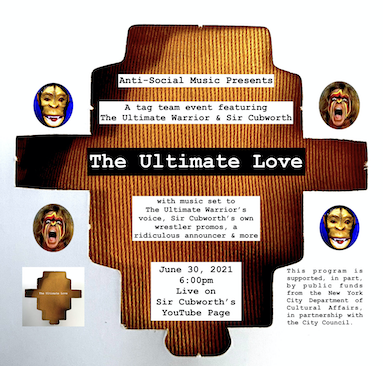 Anti-Social Music Presents
A tag team event featuring
The Ultimate Warrior & Sir Cubworth
The Ultimate Love
with music set to
The Ultimate Warrior's
voice, Sir Cubworth's own
wrestler promos, a
ridiculous announcer & more
June 30, 2021
6:00pm
Live on
Sir Cubworth's
YouTube Page
The Ultimate Love
This program is
supported, in part,
by public funds
from the New York
City Department of
Cultural Affairs,
in partnership with
the City Council.